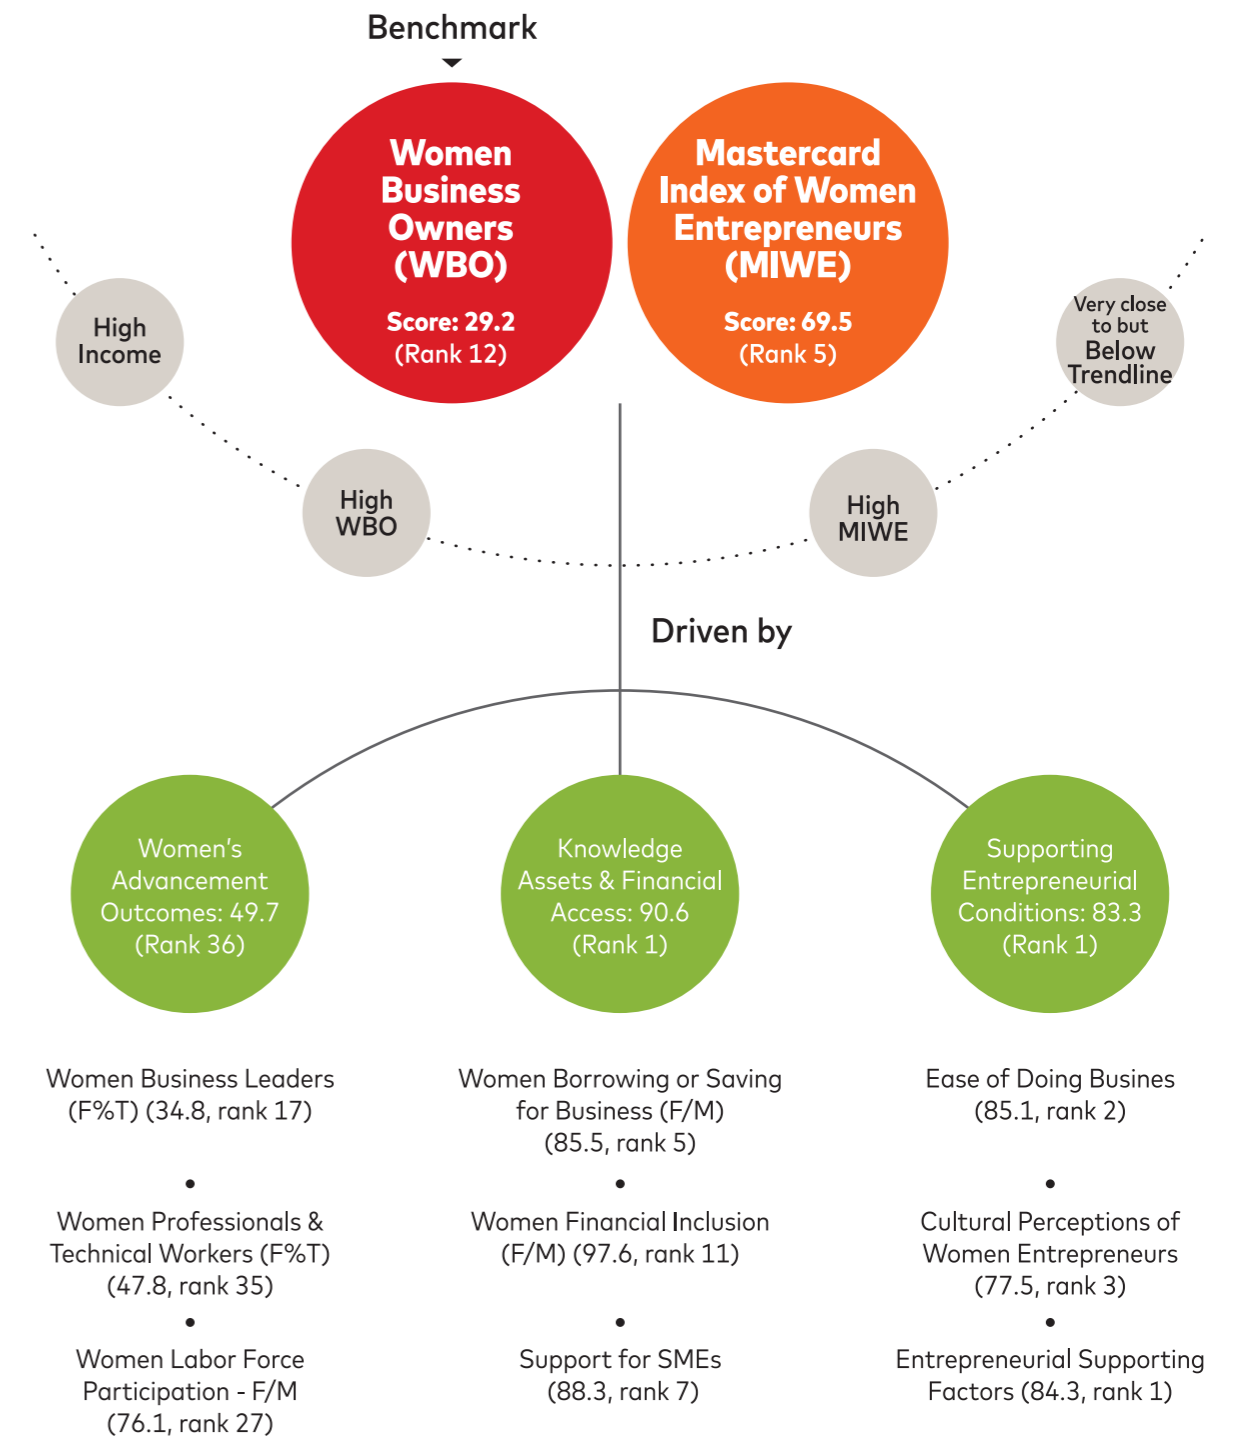 Benchmark
Women
Business
Owners
(WBO)
Score: 29.2
(Rank 12)
Mastercard
Index of Women
Entrepreneurs
(MIWE)
Score: 69.5
(Rank 5)
High
Income
High
WBO
High
MIWE
Very close
to but
Below
Trendline
Driven by
Women's
Advancement
Outcomes: 49.7
(Rank 36)
Knowledge
Assets & Financial
Access: 90.6
(Rank 1)
Supporting
Entrepreneurial
Conditions: 83.3
(Rank 1)
Women Business Leaders
(F%T) (34.8, rank 17)
Women Professionals &
Technical Workers (F%T)
(47.8, rank 35)
Women Labor Force
Participation - F/M
(76.1, rank 27)
Women Borrowing or Saving
for Business (F/M)
(85.5, rank 5)
Women Financial Inclusion
(F/M) (97.6, rank 11)
Support for SMEs
(88.3, rank 7)
Ease of Doing Busines
(85.1, rank 2)
Cultural Perceptions of
Women Entrepreneurs
(77.5, rank 3)
Entrepreneurial Supporting
Factors (84.3, rank 1)